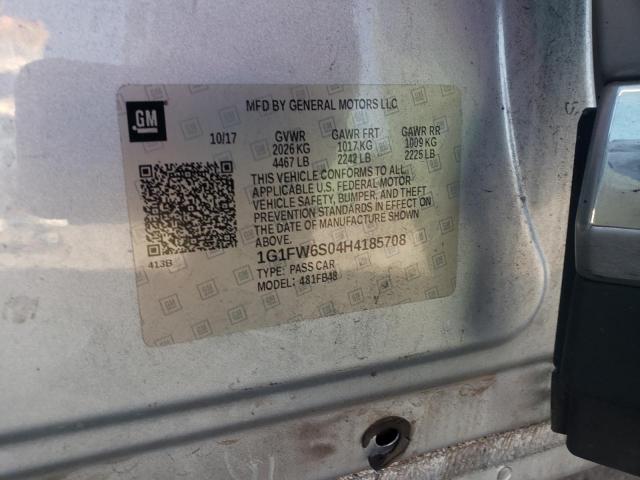 GM
MFD BY GENERAL MOTORS LLC
10/17 GVWR GAWR FRT GAWR RR
2026 KG 1017 KG 1009 KG
4467 LB 2242 LB 2225 LB
THIS VEHICLE CONFORMS TO ALL
APPLICABLE U.S. FEDERAL MOTOR
VEHICLE SAFETY, BUMPER, AND THEFT
PREVENTION STANDARDS IN EFFECT ON
THE DATE OF MANUFACTURE SHOWN
ABOVE.
413B
1G1FW6S04H4185708
TYPE: PASS CAR
MODEL: 481FB48